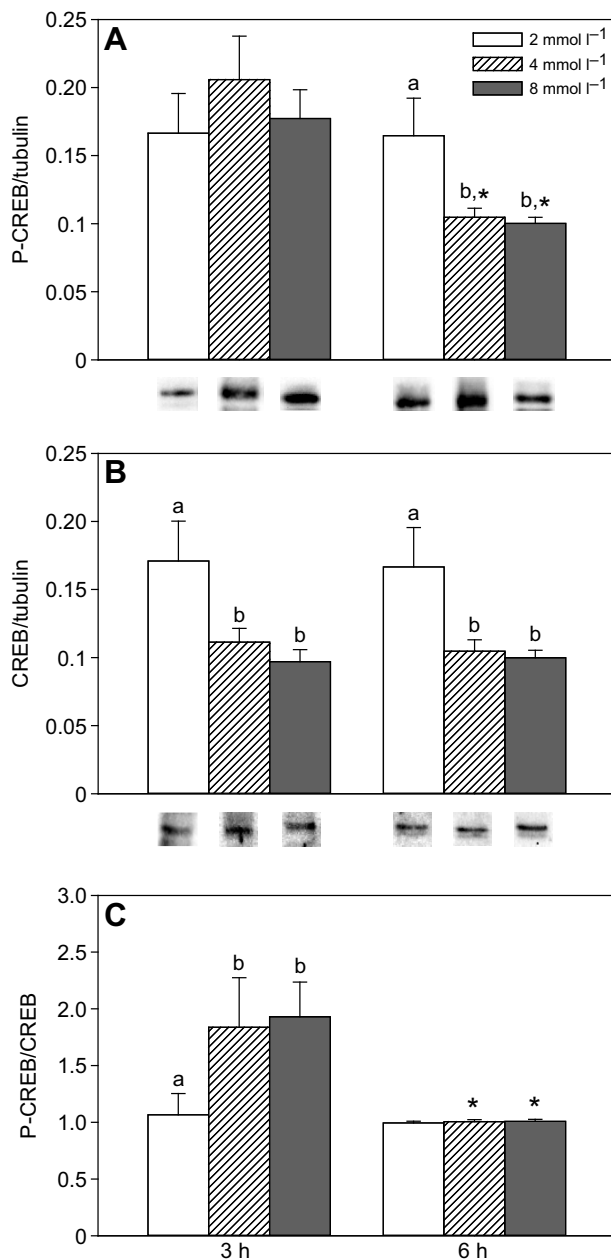 A
0.25
2 mmol l–1
4 mmol l–1
8 mmol l–1
0.20
a
0.15
b,* b,*
0.1
0.05
0
P-CREB/tubulin
B
0.25
a a
0.20
0.15
b b b b
0.1
0.05
0
CREB/tubulin
C
3.0
2.5
b b
2.0
1.5
a
1.0
* *
0.5
0
P-CREB/CREB
3 h 6 h